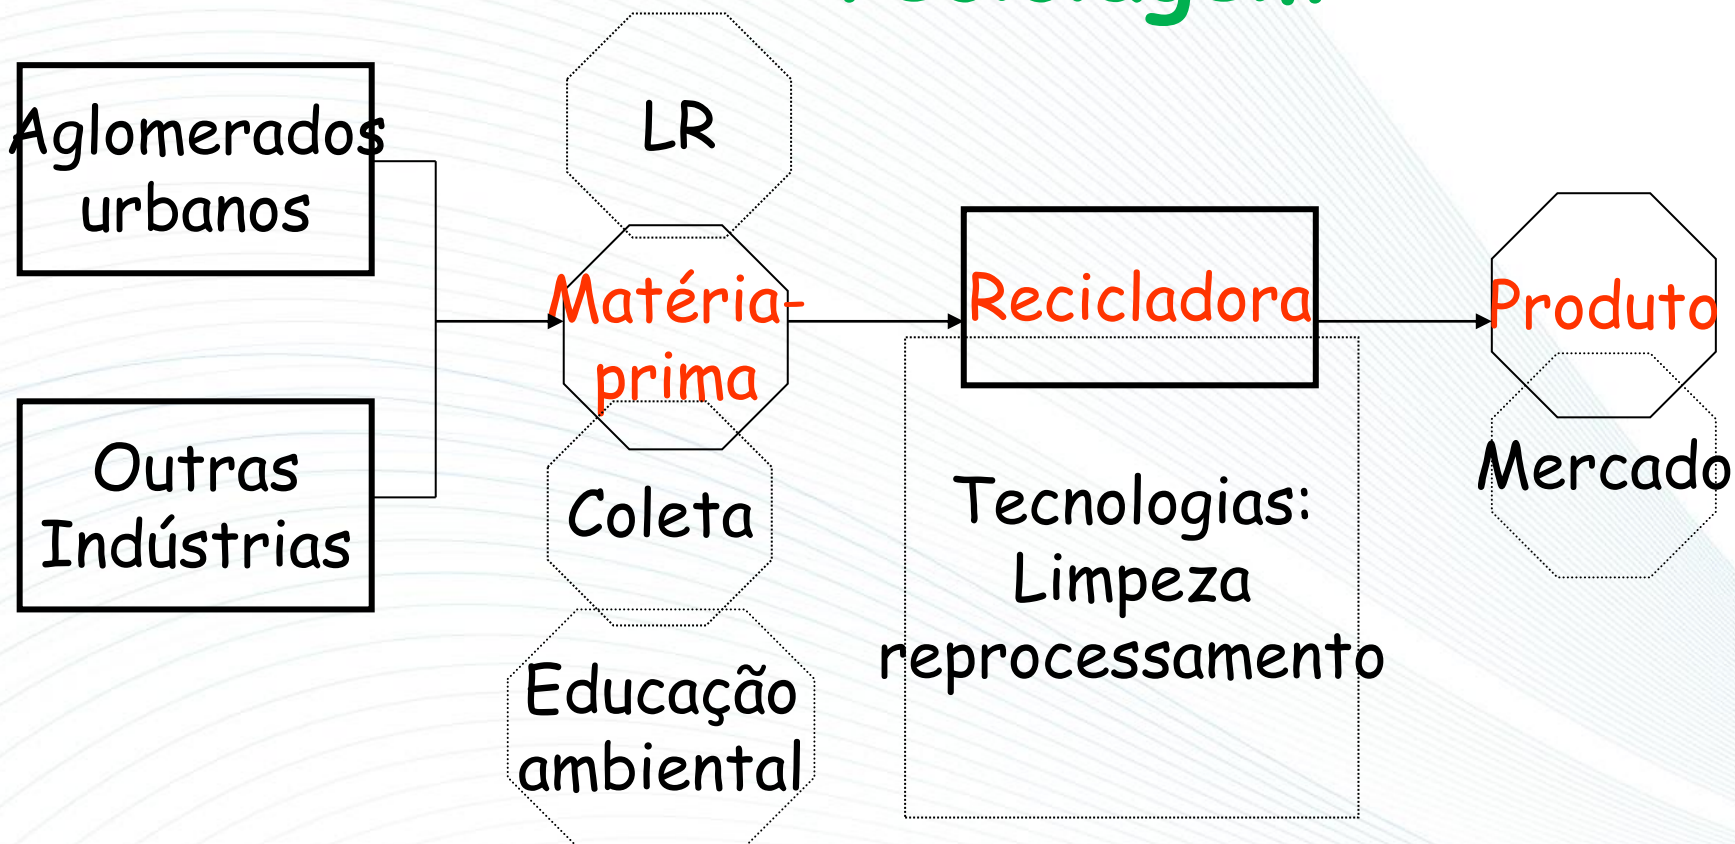 Aglomerados
urbanos
Outras
Indústrias
LR
Matéria-
prima
Coleta
Educação
ambiental
Recicladora
Tecnologias:
Limpeza
reprocessamento
Produto
Mercado